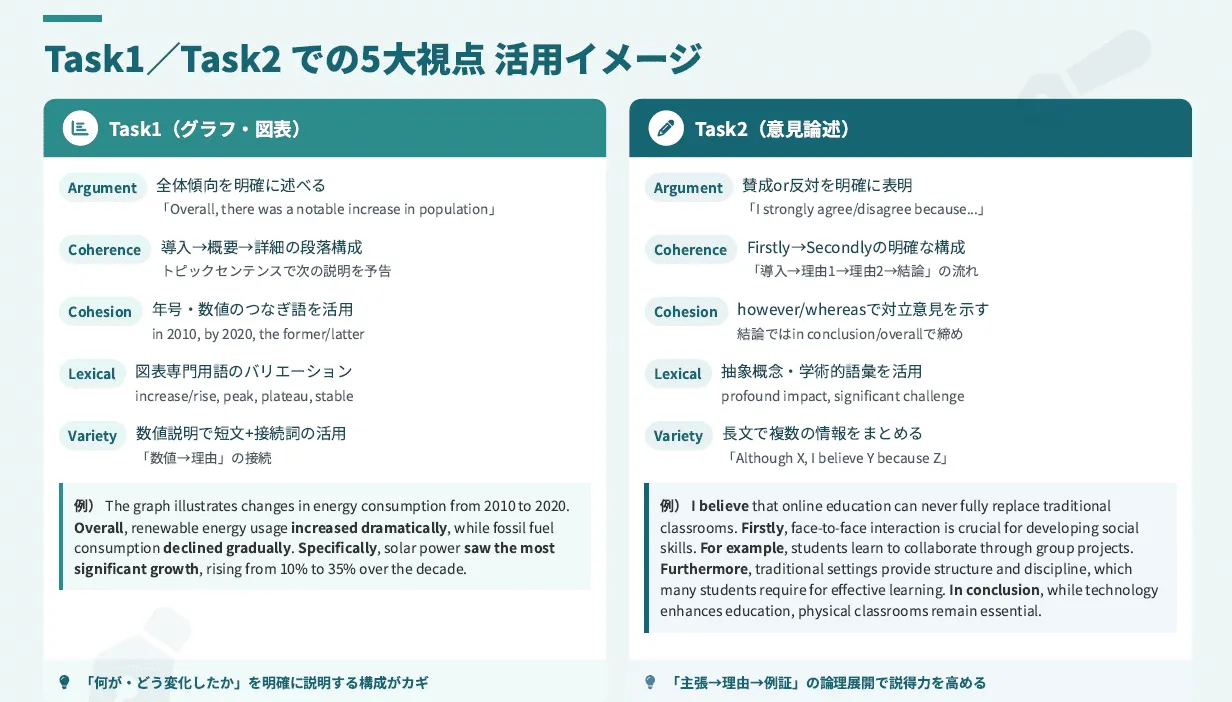 Task1／Task2 での5大視点 活用イメージ
Task1（グラフ・図表）
Argument 全体傾向を明確に述べる
「Overall, there was a notable increase in population」
Coherence 導入→概要→詳細の段落構成
トピックセンテンスで次の説明を予告
Cohesion 年号・数値のつなぎ語を活用
in 2010, by 2020, the former/latter
Lexical 図表専門用語のバリエーション
increase/rise, peak, plateau, stable
Variety 数値説明で短文+接続詞の活用
「数値→理由」の接続
例） The graph illustrates changes in energy consumption from 2010 to 2020.
Overall, renewable energy usage increased dramatically, while fossil fuel
consumption declined gradually. Specifically, solar power saw the most
significant growth, rising from 10% to 35% over the decade.
「何が・どう変化したか」を明確に説明する構成がカギ
Task2（意見論述）
Argument 賛成or反対を明確に表明
「I strongly agree/disagree because...」
Coherence Firstly→Secondlyの明確な構成
「導入→理由1→理由2→結論」の流れ
Cohesion however/whereasで対立意見を示す
結論ではin conclusion/overallで締め
Lexical 抽象概念・学術的語彙を活用
profound impact, significant challenge
Variety 長文で複数の情報をまとめる
「Although X, I believe Y because Z」
例） I believe that online education can never fully replace traditional
classrooms. Firstly, face-to-face interaction is crucial for developing social
skills. For example, students learn to collaborate through group projects.
Furthermore, traditional settings provide structure and discipline, which
many students require for effective learning. In conclusion, while technology
enhances education, physical classrooms remain essential.
「主張→理由→例証」の論理展開で説得力を高める